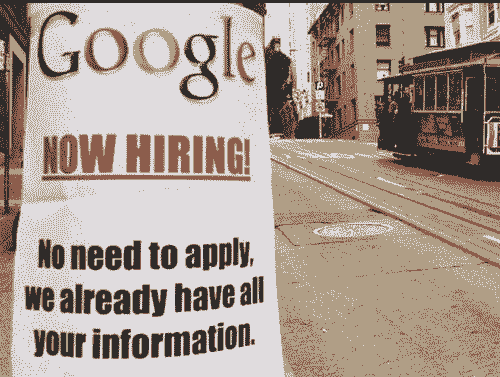 Google
NOW HIRING!
No need to apply,
we already have all
your information.